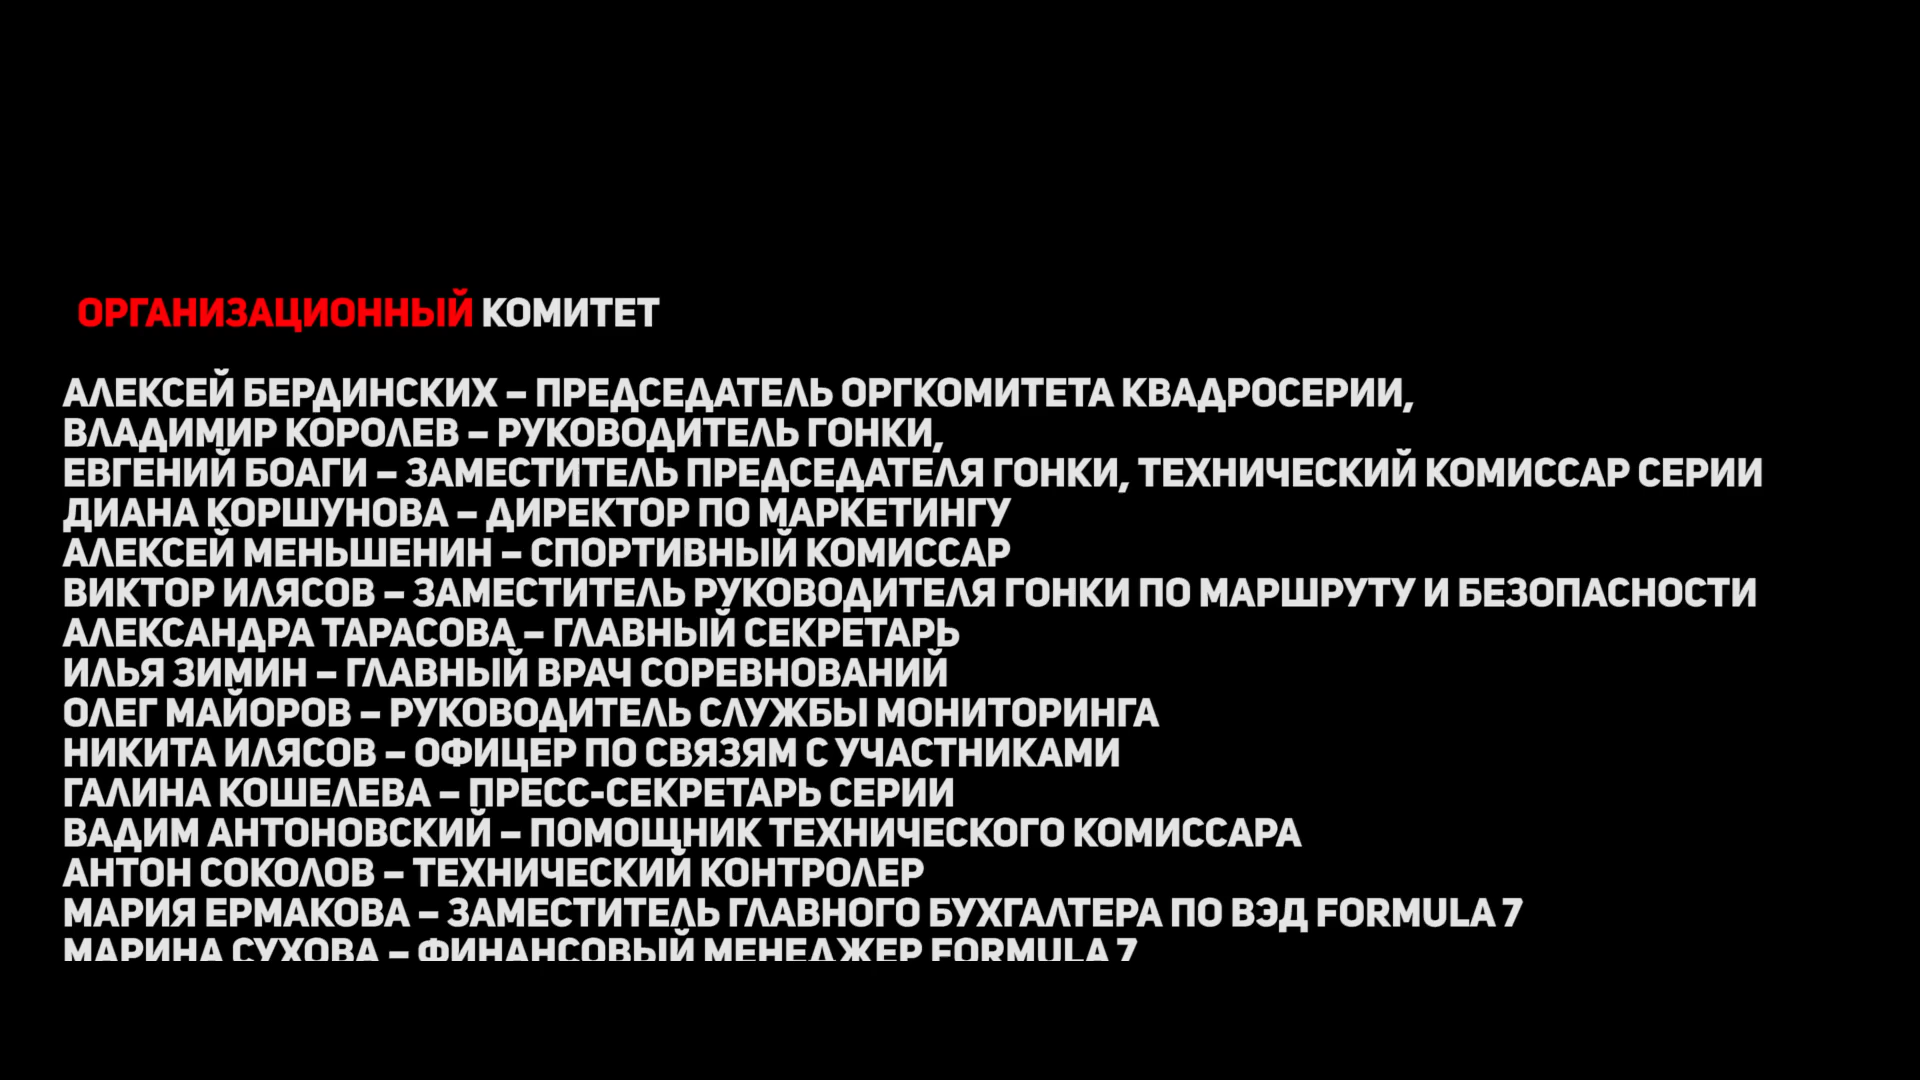 ОРГАНИЗАЦИОННЫЙ КОМИТЕТ
АЛЕКСЕЙ БЕРДИНСКИХ – ПРЕДСЕДАТЕЛЬ ОРГКОМИТЕТА КВАДРОСЕРИИ,
ВЛАДИМИР КОРОЛЕВ – РУКОВОДИТЕЛЬ ГОНКИ,
ЕВГЕНИЙ БОАГИ – ЗАМЕСТИТЕЛЬ ПРЕДСЕДАТЕЛЯ ГОНКИ, ТЕХНИЧЕСКИЙ КОМИССАР СЕРИИ
ДИАНА КОРШУНОВА – ДИРЕКТОР ПО МАРКЕТИНГУ
АЛЕКСЕЙ МЕНЬШЕНИН – СПОРТИВНЫЙ КОМИССАР
ВИКТОР ИЛЯСОВ – ЗАМЕСТИТЕЛЬ РУКОВОДИТЕЛЯ ГОНКИ ПО МАРШРУТУ И БЕЗОПАСНОСТИ
АЛЕКСАНДРА ТАРАСОВА – ГЛАВНЫЙ СЕКРЕТАРЬ
ИЛЬЯ ЗИМИН – ГЛАВНЫЙ ВРАЧ СОРЕВНОВАНИЙ
ОЛЕГ МАЙОРОВ – РУКОВОДИТЕЛЬ СЛУЖБЫ МОНИТОРИНГА
НИКИТА ИЛЯСОВ – ОФИЦЕР ПО СВЯЗЯМ С УЧАСТНИКАМИ
ГАЛИНА КОШЕЛЕВА – ПРЕСС-СЕКРЕТАРЬ СЕРИИ
ВАДИМ АНТОНОВСКИЙ – ПОМОЩНИК ТЕХНИЧЕСКОГО КОМИССАРА
АНТОН СОКОЛОВ – ТЕХНИЧЕСКИЙ КОНТРОЛЕР
МАРИЯ ЕРМАКОВА – ЗАМЕСТИТЕЛЬ ГЛАВНОГО БУХГАЛТЕРА ПО ВЭД FORMULA 7
МАРИНА СУХОВА – ФИНАНСОВЫЙ МЕНЕДЖЕР FORMULA 7